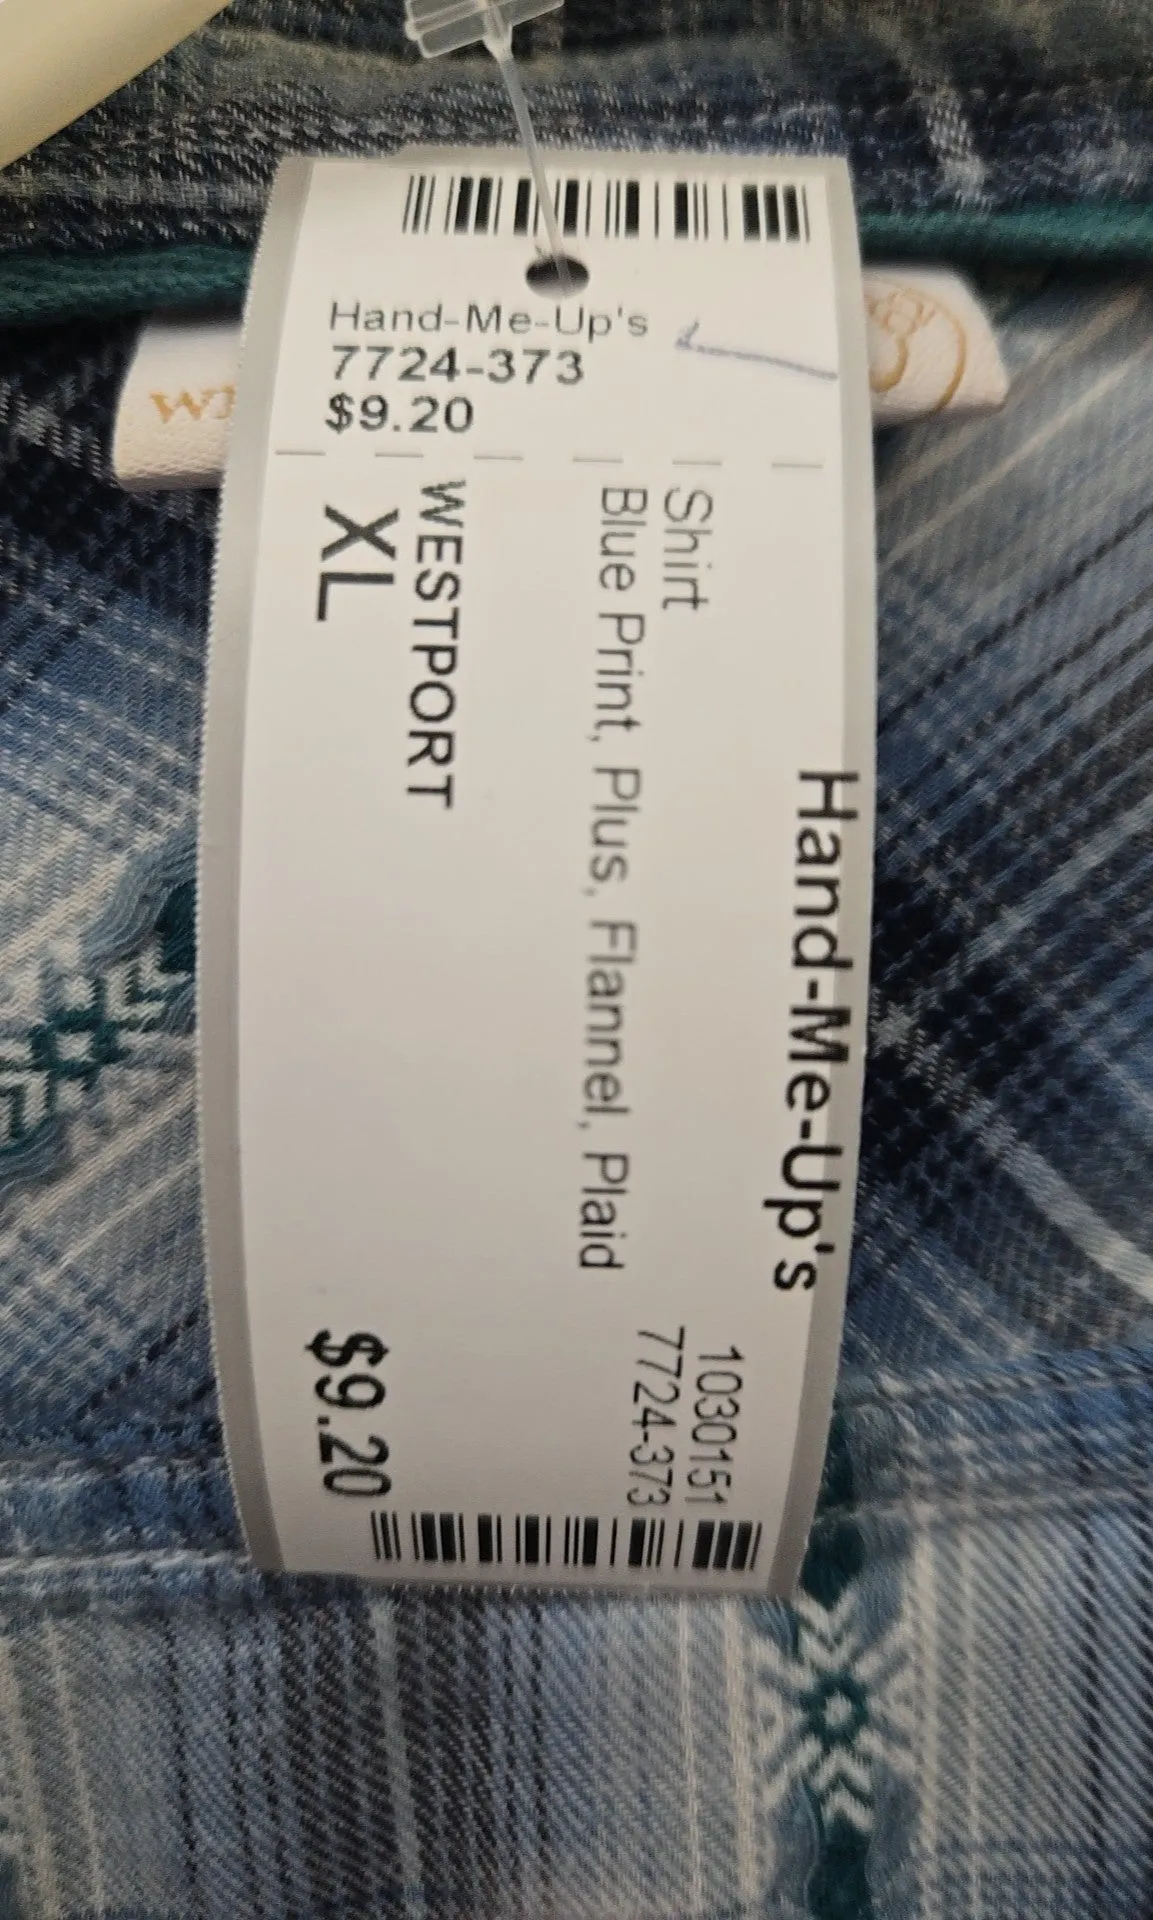 Hand-Me-Up's
7724-373
$9.20
Hand-Me-Up's
Shirt
1030151
Blue Print, Plus, Flannel, Plaid
7724-373
WESTPORT
XL
$9.20